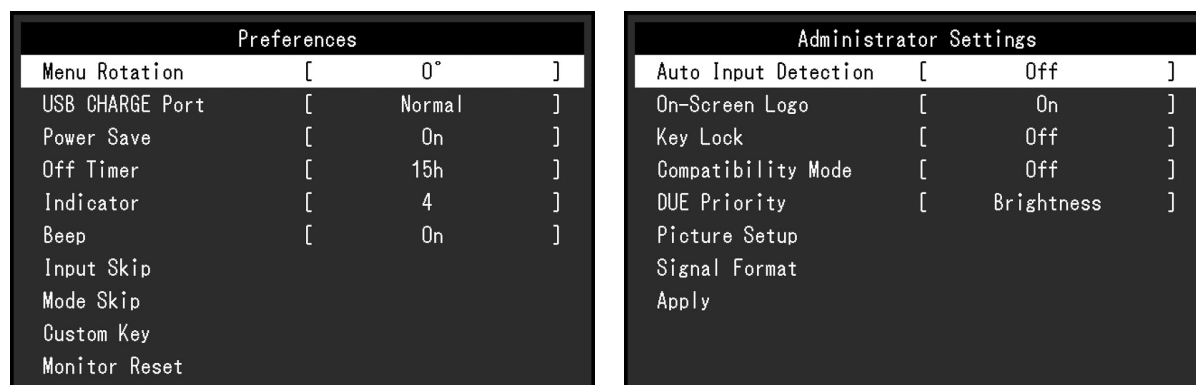 Preferences
Menu Rotation [ 0° ]
USB CHARGE Port [ Normal ]
Power Save [ On ]
Off Timer [ 15h ]
Indicator [ 4 ]
Beep [ On ]
Input Skip
Mode Skip
Custom Key
Monitor Reset
Administrator Settings
Auto Input Detection [ Off ]
On-Screen Logo [ On ]
Key Lock [ Off ]
Compatibility Mode [ Off ]
DUE Priority [ Brightness ]
Picture Setup
Signal Format
Apply